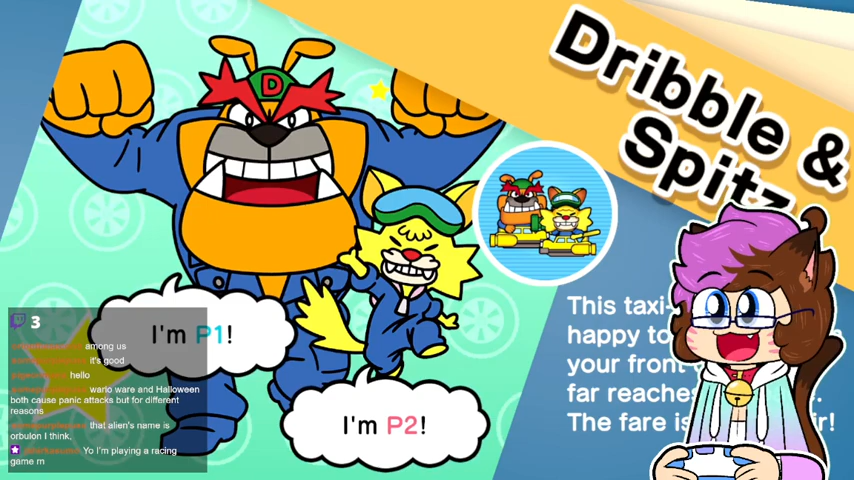 Dribble &
Spitz
D
I'm P1!
I'm P2!
This taxi-
happy to
your front
far reaches
The fare is
3
among us
it's good
hello
wario ware and Halloween
both cause panic attacks but for different
reasons
that alien's name is
orbulon I think,
Yo I'm playing a racing
game rn